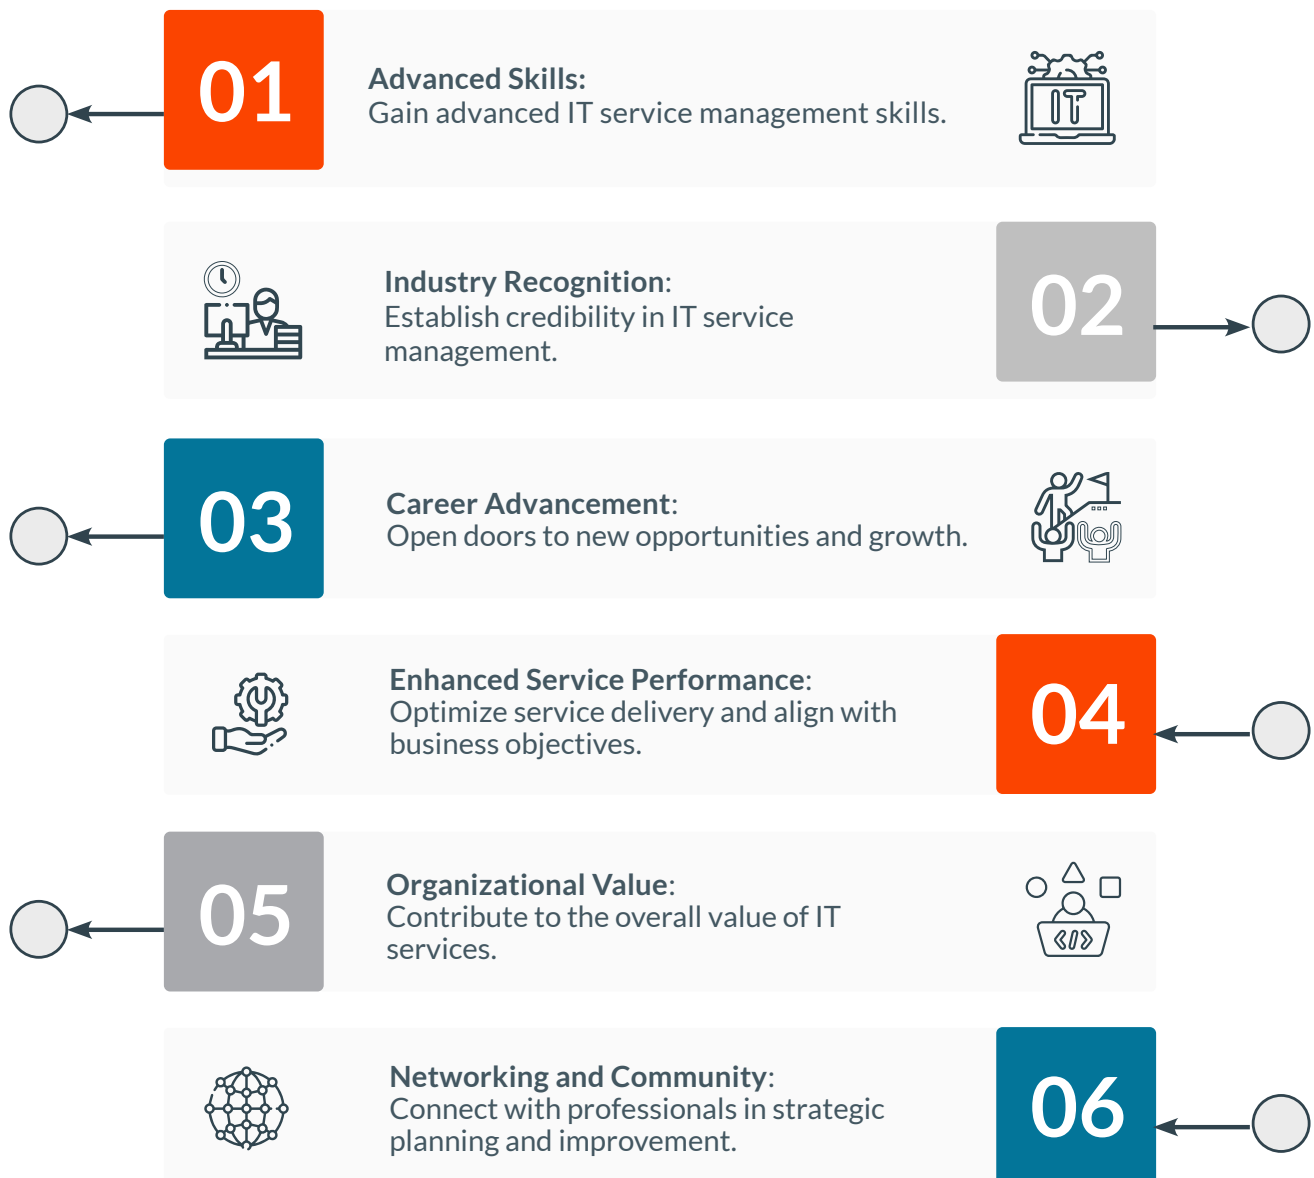 01
Advanced Skills:
Gain advanced IT service management skills.
IT
Industry Recognition:
Establish credibility in IT service
management.
02
03
Career Advancement:
Open doors to new opportunities and growth.
Enhanced Service Performance:
Optimize service delivery and align with
business objectives.
04
05
Organizational Value:
Contribute to the overall value of IT
services.
</>
Networking and Community:
Connect with professionals in strategic
planning and improvement.
06